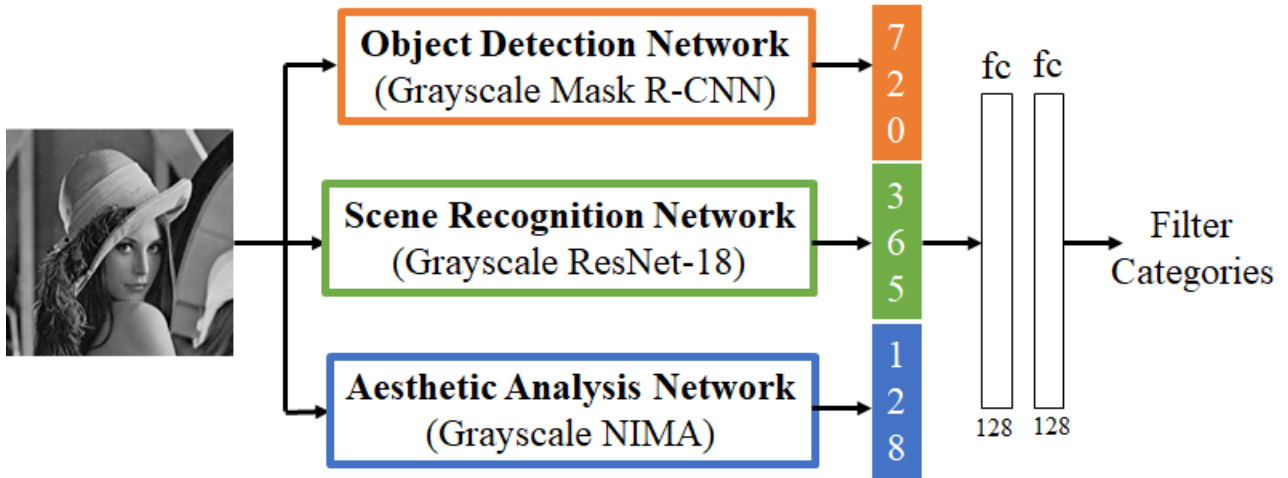 Object Detection Network
(Grayscale Mask R-CNN)
7
2
0
Scene Recognition Network
(Grayscale ResNet-18)
3
6
5
Aesthetic Analysis Network
(Grayscale NIMA)
1
2
8
fc fc
128 128
Filter
Categories